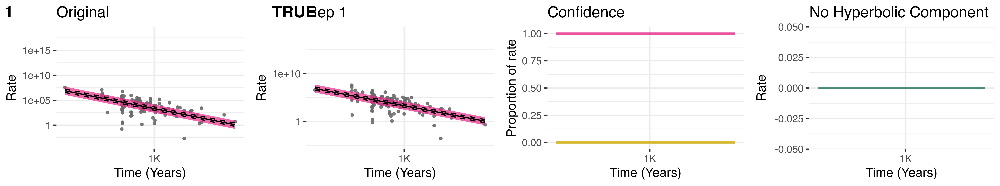 1
Original
TRUE
ep 1
Confidence
No Hyperbolic Component
Rate
1e+15
1e+10
1e+05
1
1K
Time (Years)
Rate
1e+10
1
1K
Time (Years)
Proportion of rate
1.00
0.75
0.50
0.25
0.00
1K
Time (Years)
Rate
0.050
0.025
0.000
-0.025
-0.050
1K
Time (Years)